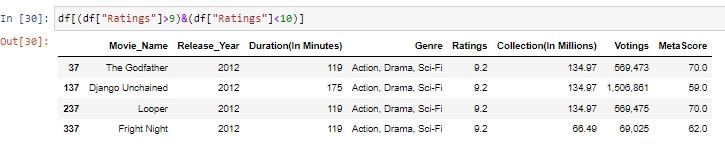 In [30]: df[(df["Ratings"]>9)&(df["Ratings"]<10)]
Out[30]:
Movie_Name Release_Year Duration(In Minutes) Genre Ratings Collection(In Millions) Votings MetaScore
37 The Godfather 2012 119 Action, Drama, Sci-Fi 9.2 134.97 569,473 70.0
137 Django Unchained 2012 175 Action, Drama, Sci-Fi 9.2 134.97 1,506,861 59.0
237 Looper 2012 119 Action, Drama, Sci-Fi 9.2 134.97 569,475 70.0
337 Fright Night 2012 119 Action, Drama, Sci-Fi 9.2 66.49 69,025 62.0